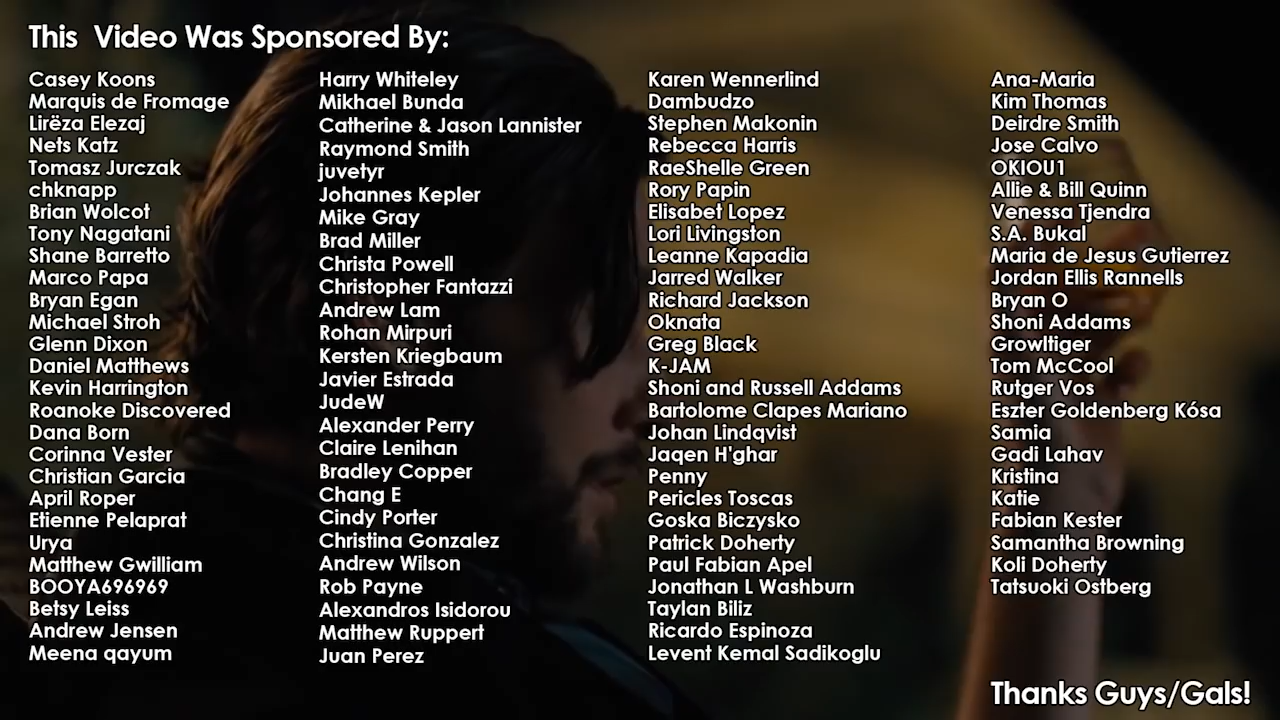 This Video Was Sponsored By:
Casey Koons
Marquis de Fromage
Lirëza Elezaj
Nets Katz
Tomasz Jurczak
chknapp
Brian Wolcot
Tony Nagatani
Shane Barretto
Marco Papa
Bryan Egan
Michael Stroh
Glenn Dixon
Daniel Matthews
Kevin Harrington
Roanoke Discovered
Dana Born
Corinna Vester
Christian Garcia
April Roper
Etienne Pelaprat
Urya
Matthew Gwilliam
BOOYA696969
Betsy Leiss
Andrew Jensen
Meena qayum
Harry Whiteley
Mikhael Bunda
Catherine & Jason Lannister
Raymond Smith
juvetyr
Johannes Kepler
Mike Gray
Brad Miller
Christa Powell
Christopher Fantazzi
Andrew Lam
Rohan Mirpuri
Kersten Kriegbaum
Javier Estrada
JudeW
Alexander Perry
Claire Lenihan
Bradley Copper
Chang E
Cindy Porter
Christina Gonzalez
Andrew Wilson
Rob Payne
Alexandros Isidorou
Matthew Ruppert
Juan Perez
Karen Wennerlind
Dambudzo
Stephen Makonin
Rebecca Harris
RaeShelle Green
Rory Papin
Elisabet Lopez
Lori Livingston
Leanne Kapadia
Jarred Walker
Richard Jackson
Oknata
Greg Black
K-JAM
Shoni and Russell Addams
Bartolome Clapes Mariano
Johan Lindqvist
Jaqen H'ghar
Penny
Pericles Toscas
Goska Biczysko
Patrick Doherty
Paul Fabian Apel
Jonathan L Washburn
Taylan Biliz
Ricardo Espinoza
Levent Kemal Sadikoglu
Ana-Maria
Kim Thomas
Deirdre Smith
Jose Calvo
OKIOU1
Allie & Bill Quinn
Venessa Tjendra
S.A. Bukal
Maria de Jesus Gutierrez
Jordan Ellis Rannells
Bryan O
Shoni Addams
Growltiger
Tom McCool
Rutger Vos
Eszter Goldenberg Kósa
Samia
Gadi Lahav
Kristina
Katie
Fabian Kester
Samantha Browning
Koli Doherty
Tatsuoki Ostberg
Thanks Guys/Gals!